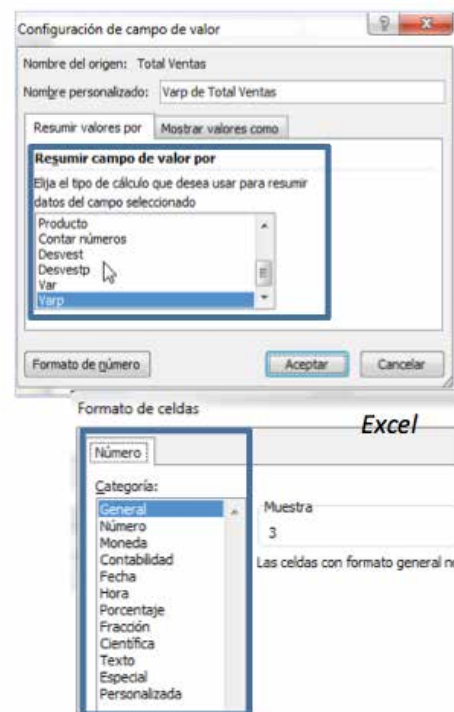 Configuración de campo de valor
Nombre del origen: Total Ventas
Nombre personalizado: Varp de Total Ventas
Resumir valores por
Mostrar valores como
Resumir campo de valor por
Elija el tipo de cálculo que desea usar para resumir
datos del campo seleccionado
Producto
Contar números
Desvest
Desvestp
Var
Varp
Formato de número
Aceptar
Cancelar
Formato de celdas
Excel
Número
Categoría:
General
Número
Moneda
Contabilidad
Fecha
Hora
Porcentaje
Fracción
Científica
Texto
Especial
Personalizada
Muestra
3
Las celdas con formato general no